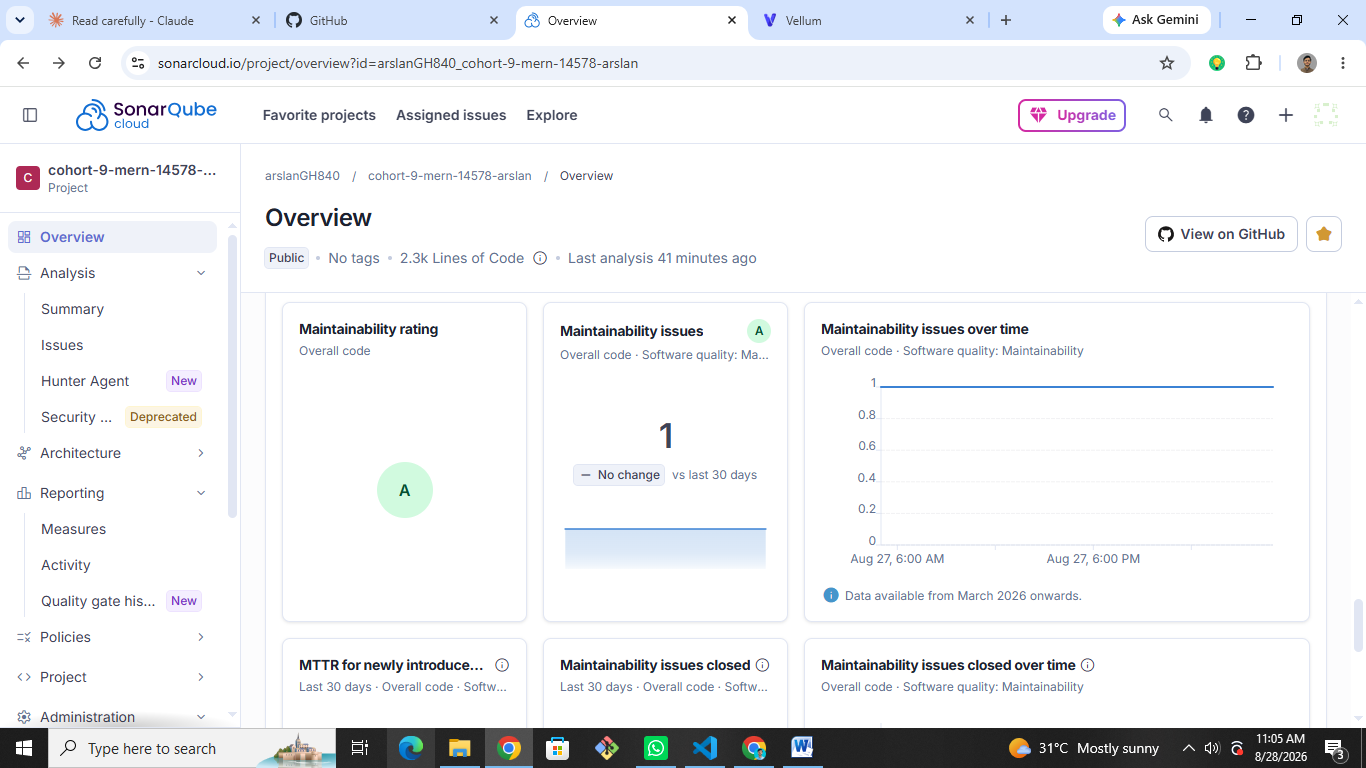 Read carefully - Claude
GitHub
Overview
Vellum
Ask Gemini
sonarcloud.io/project/overview?id=arslanGH840_cohort-9-mern-14578-arslan
SonarQube cloud
Favorite projects
Assigned issues
Explore
Upgrade
C
cohort-9-mern-14578-...
Project
Overview
Analysis
Summary
Issues
Hunter Agent New
Security ... Deprecated
Architecture
Reporting
Measures
Activity
Quality gate his... New
Policies
Project
Administration
arslanGH840 / cohort-9-mern-14578-arslan / Overview
Overview
View on GitHub
Public • No tags • 2.3k Lines of Code • Last analysis 41 minutes ago
Maintainability rating
Overall code
A
Maintainability issues A
Overall code · Software quality: Ma...
1
No change vs last 30 days
Maintainability issues over time
Overall code · Software quality: Maintainability
1
0.8
0.6
0.4
0.2
0
Aug 27, 6:00 AM
Aug 27, 6:00 PM
Data available from March 2026 onwards.
MTTR for newly introduce...
Last 30 days · Overall code · Softw...
Maintainability issues closed
Last 30 days · Overall code · Softw...
Maintainability issues closed over time
Overall code · Software quality: Maintainability
Type here to search
31°C Mostly sunny
11:05 AM
8/28/2026
3